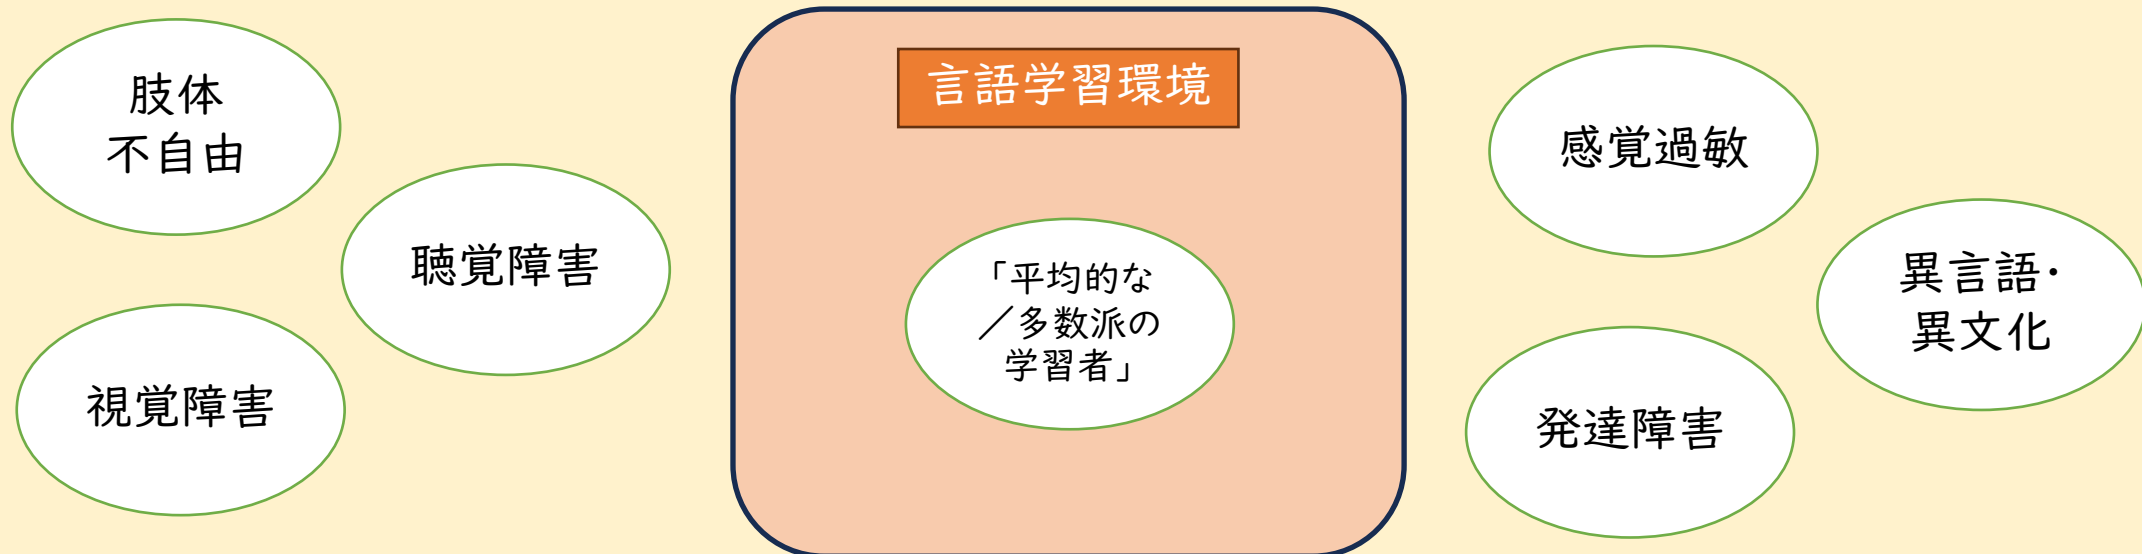 肢体
不自由
聴覚障害
視覚障害
言語学習環境
「平均的な
／多数派の
学習者」
感覚過敏
異言語・
異文化
発達障害